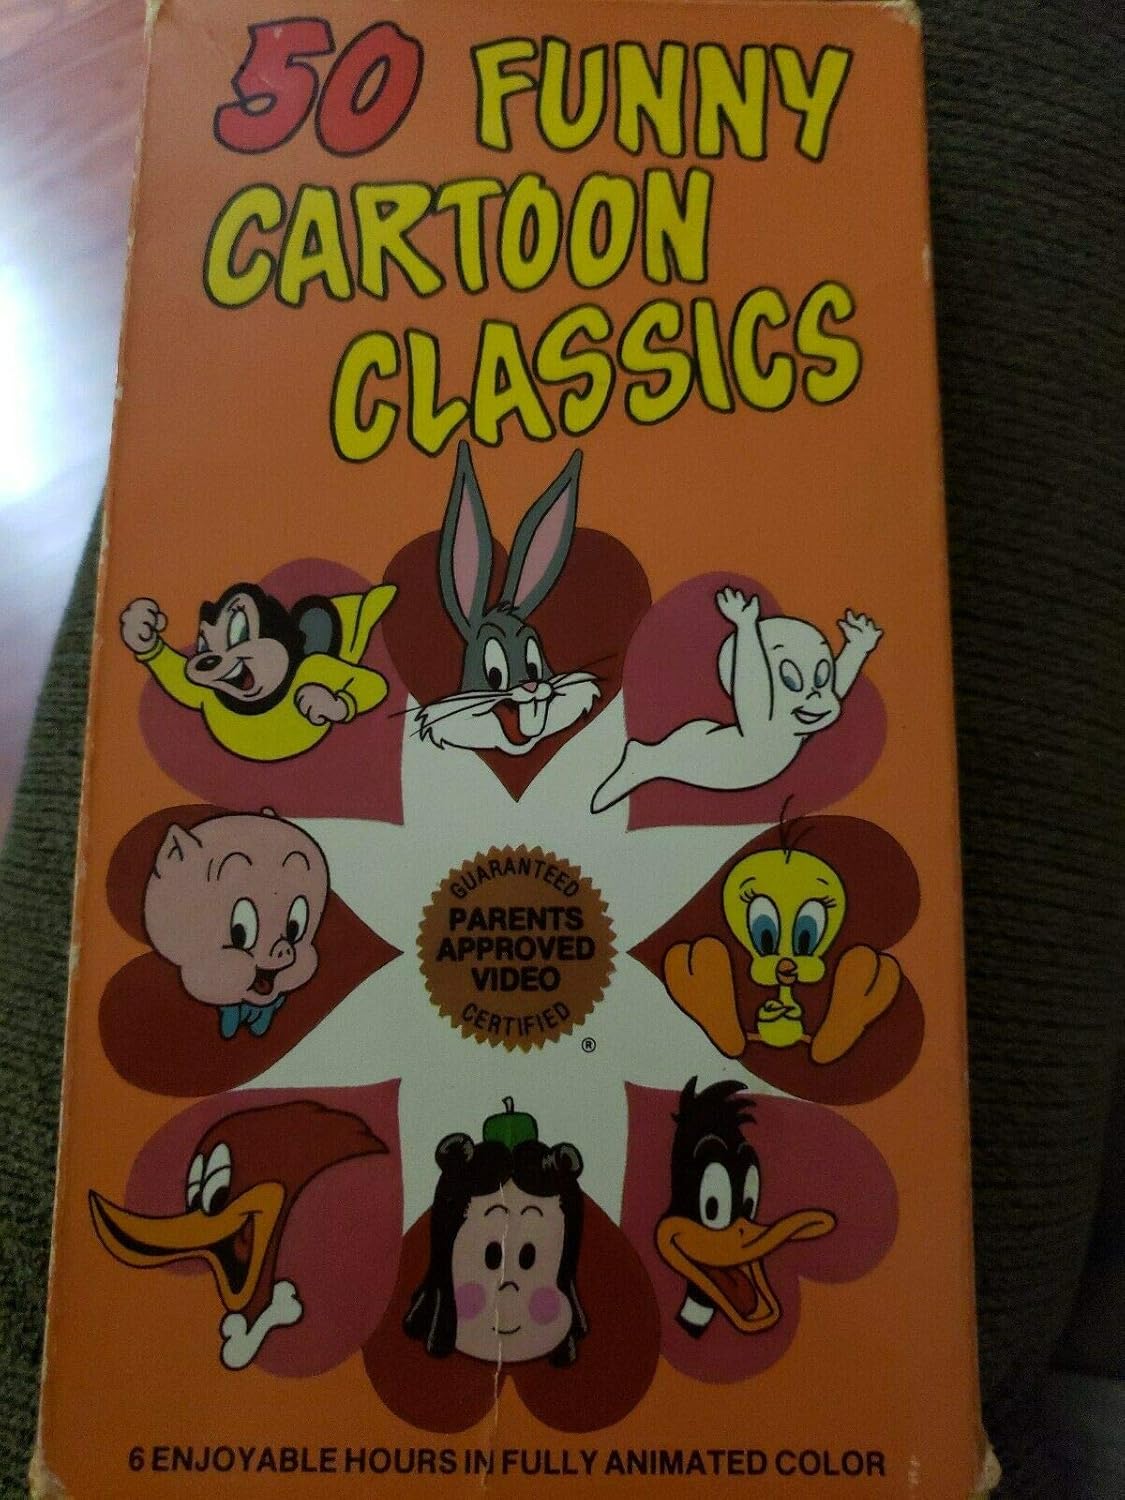 50 FUNNY
CARTOON
CLASSICS
GUARANTEED
PARENTS
APPROVED
VIDEO
CERTIFIED
®
6 ENJOYABLE HOURS IN FULLY ANIMATED COLOR